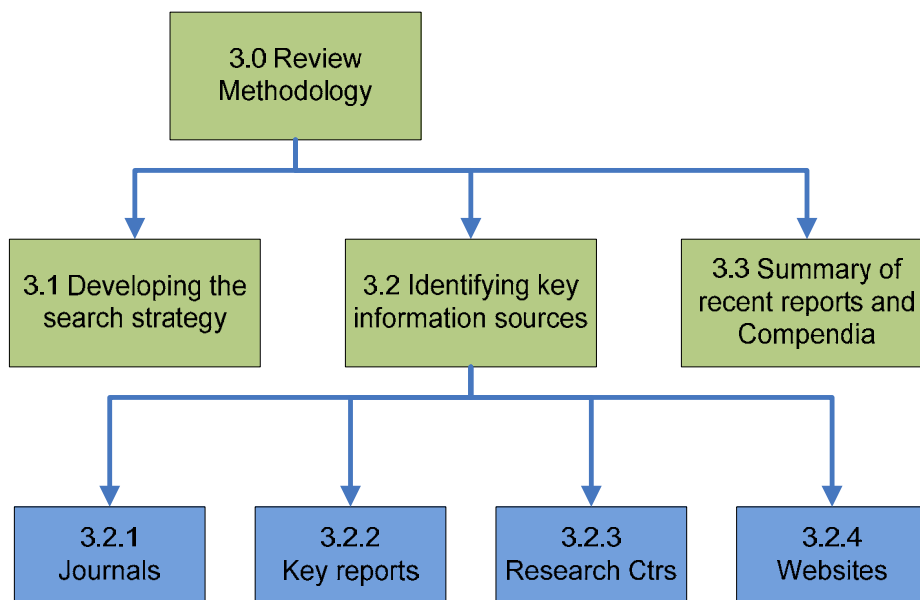 3.0 Review
Methodology
3.1 Developing the
search strategy
3.2 Identifying key
information sources
3.3 Summary of
recent reports and
Compendia
3.2.1
Journals
3.2.2
Key reports
3.2.3
Research Ctrs
3.2.4
Websites